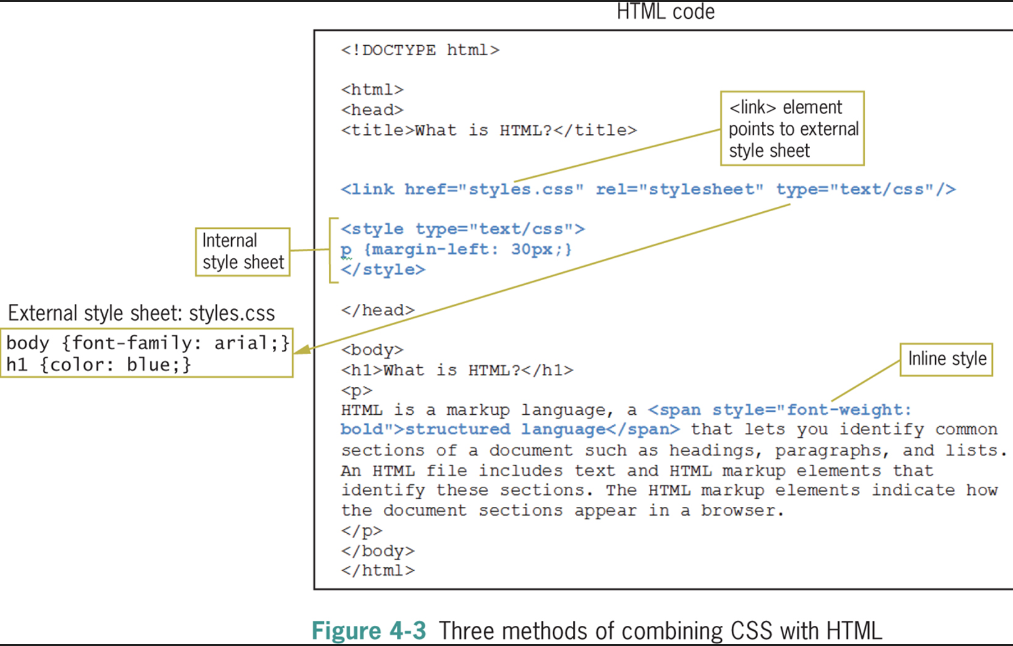 HTML code
<!DOCTYPE html>
<html>
<head>
<title>What is HTML?</title>
<link> element
points to external
style sheet
<link href="styles.css" rel="stylesheet" type="text/css"/>
Internal
style sheet
<style type="text/css">
p {margin-left: 30px;}
</style>
</head>
External style sheet: styles.css
body {font-family: arial;}
h1 {color: blue;}
<body>
<h1>What is HTML?</h1>
<p>
Inline style
HTML is a markup language, a <span style="font-weight:
bold">structured language</span> that lets you identify common
sections of a document such as headings, paragraphs, and lists.
An HTML file includes text and HTML markup elements that
identify these sections. The HTML markup elements indicate how
the document sections appear in a browser.
</p>
</body>
</html>
Figure 4-3 Three methods of combining CSS with HTML